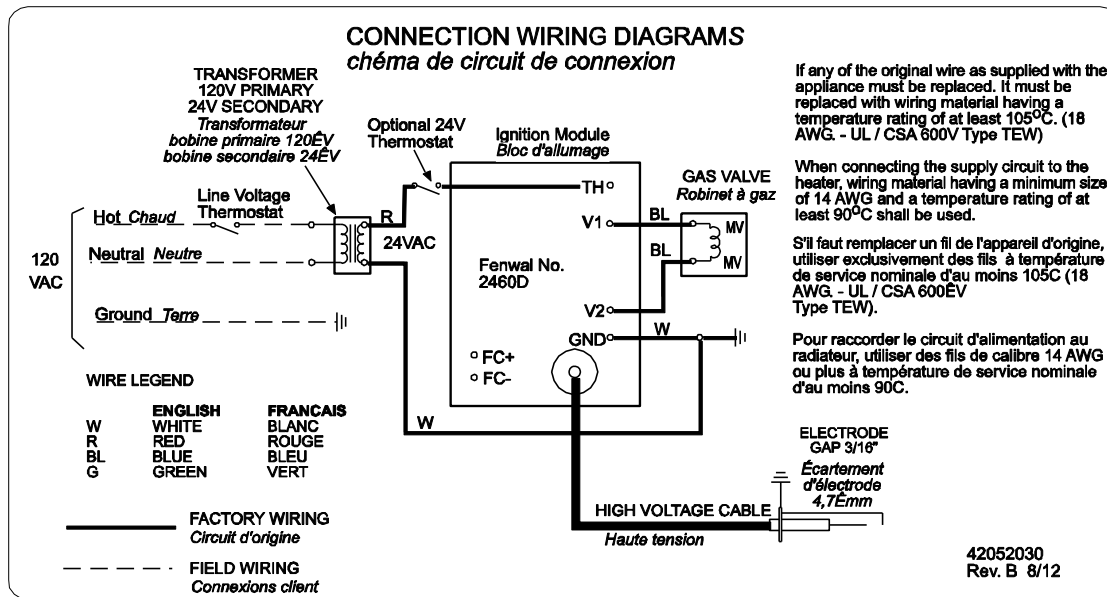 CONNECTION WIRING DIAGRAMS
chéma de circuit de connexion
TRANSFORMER
120V PRIMARY
24V SECONDARY
Transformateur
bobine primaire 120ÊV
bobine secondaire 24ÊV
Optional 24V
Thermostat
Ignition Module
Bloc d'allumage
GAS VALVE
Robinet à gaz
Line Voltage
Thermostat
Hot Chaud
Neutral Neutre
Ground Terre
120
VAC
R
24VAC
TH
V1
BL
MV
BL
MV
Fenwal No.
2460D
V2
W
GND
FC+
FC-
W
If any of the original wire as supplied with the
appliance must be replaced. It must be
replaced with wiring material having a
temperature rating of at least 105ºC. (18
AWG. - UL / CSA 600V Type TEW)
When connecting the supply circuit to the
heater, wiring material having a minimum size
of 14 AWG and a temperature rating of at
least 90ºC shall be used.
S'il faut remplacer un fil de l'appareil d'origine,
utiliser exclusivement des fils à température
de service nominale d'au moins 105C (18
AWG. - UL / CSA 600ÊV
Type TEW).
Pour raccorder le circuit d'alimentation au
radiateur, utiliser des fils de calibre 14 AWG
ou plus à température de service nominale
d'au moins 90C.
WIRE LEGEND
ENGLISH FRANCAIS
W WHITE BLANC
R RED ROUGE
BL BLUE BLEU
G GREEN VERT
FACTORY WIRING
Circuit d'origine
FIELD WIRING
Connexions client
ELECTRODE
GAP 3/16"
Écartement
d'électrode
4,7Êmm
HIGH VOLTAGE CABLE
Haute tension
42052030
Rev. B 8/12